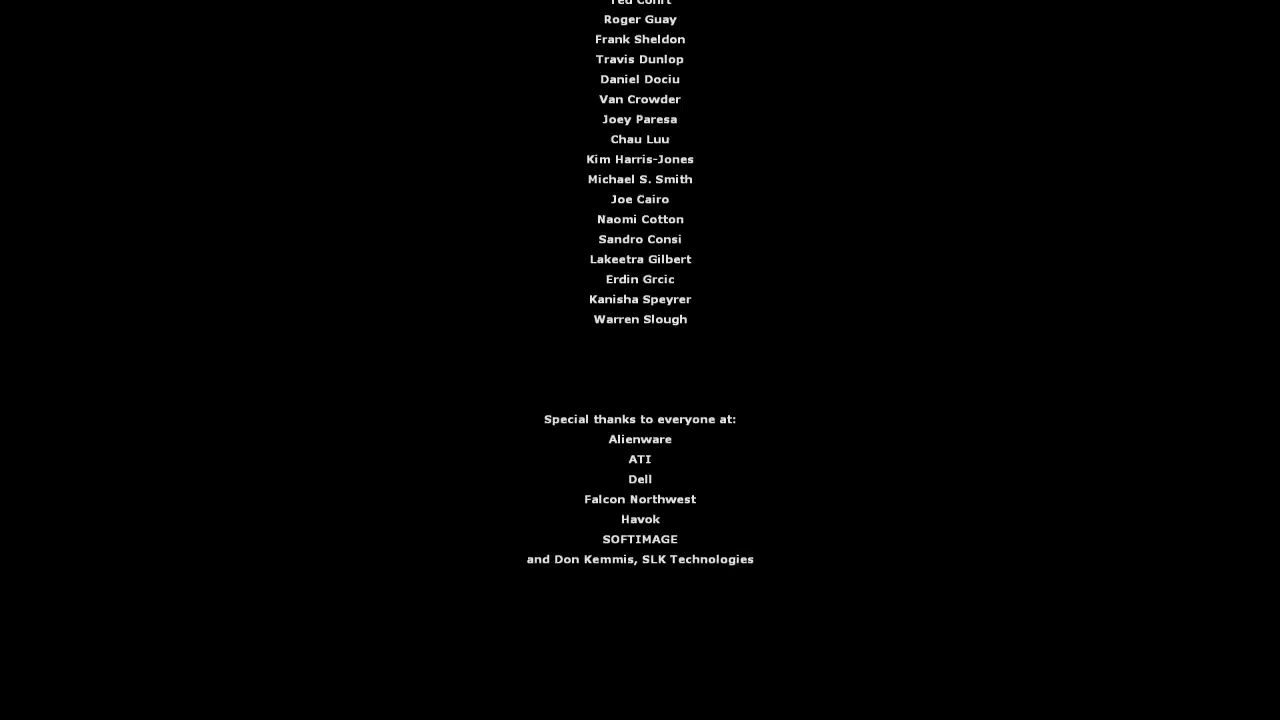 Roger Guay
Frank Sheldon
Travis Dunlop
Daniel Dociu
Van Crowder
Joey Paresa
Chau Luu
Kim Harris-Jones
Michael S. Smith
Joe Cairo
Naomi Cotton
Sandro Consi
Lakeetra Gilbert
Erdin Grcic
Kanisha Speyrer
Warren Slough
Special thanks to everyone at:
Alienware
ATI
Dell
Falcon Northwest
Havok
SOFTIMAGE
and Don Kemmis, SLK Technologies